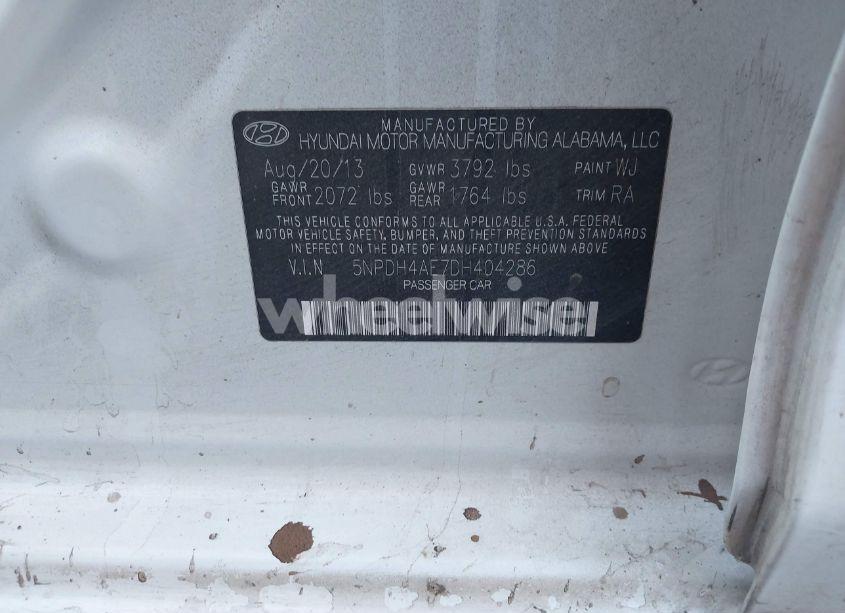 MANUFACTURED BY
HYUNDAI MOTOR MANUFACTURING ALABAMA, LLC
Aug/20/13 GVWR 3792 lbs PAINT WJ
GAWR FRONT 2072 lbs GAWR REAR 1764 lbs TRIM RA
THIS VEHICLE CONFORMS TO ALL APPLICABLE U.S.A. FEDERAL
MOTOR VEHICLE SAFETY, BUMPER, AND THEFT PREVENTION STANDARDS
IN EFFECT ON THE DATE OF MANUFACTURE SHOWN ABOVE
V.I.N 5NPDH4AE7DH404286
PASSENGER CAR
wheelwise